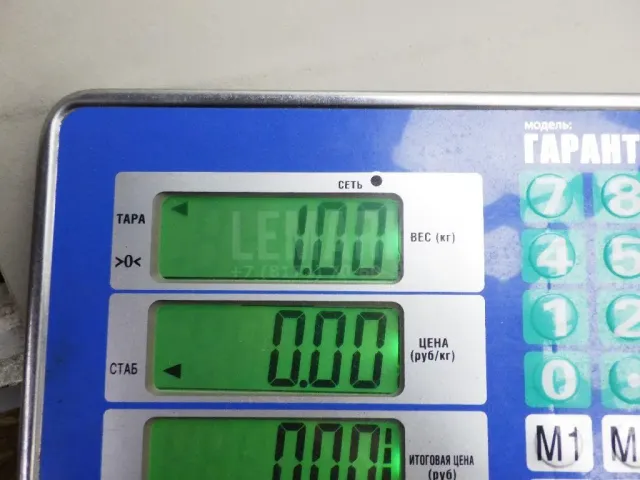 модель:
ГАРАНТ
СЕТЬ
ТАРА
1.00
ВЕС (кг)
>0<
7 8
4 5
1 2
0
0.00
ЦЕНА
(руб/кг)
СТАБ
0.00
ИТОГОВАЯ ЦЕНА
(руб)
M1 M